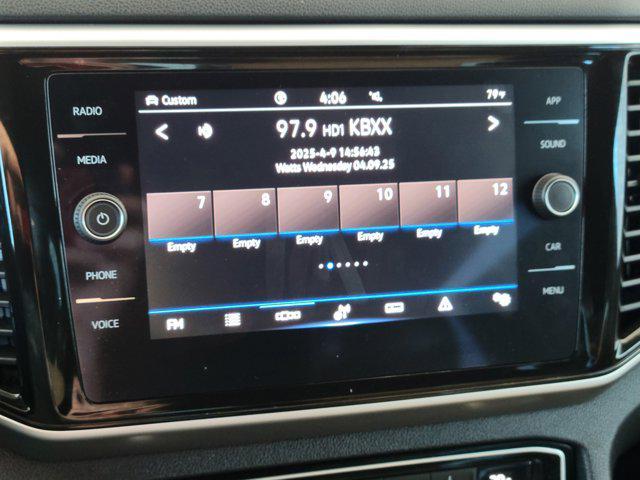 RADIO
MEDIA
PHONE
VOICE
Custom
4:06
79°F
97.9 HD1 KBXX
2025-4-9 14:56:43
Watts Wednesday 04.09.25
7 8 9 10 11 12
Empty Empty Empty Empty Empty Empty
FM
APP
SOUND
CAR
MENU